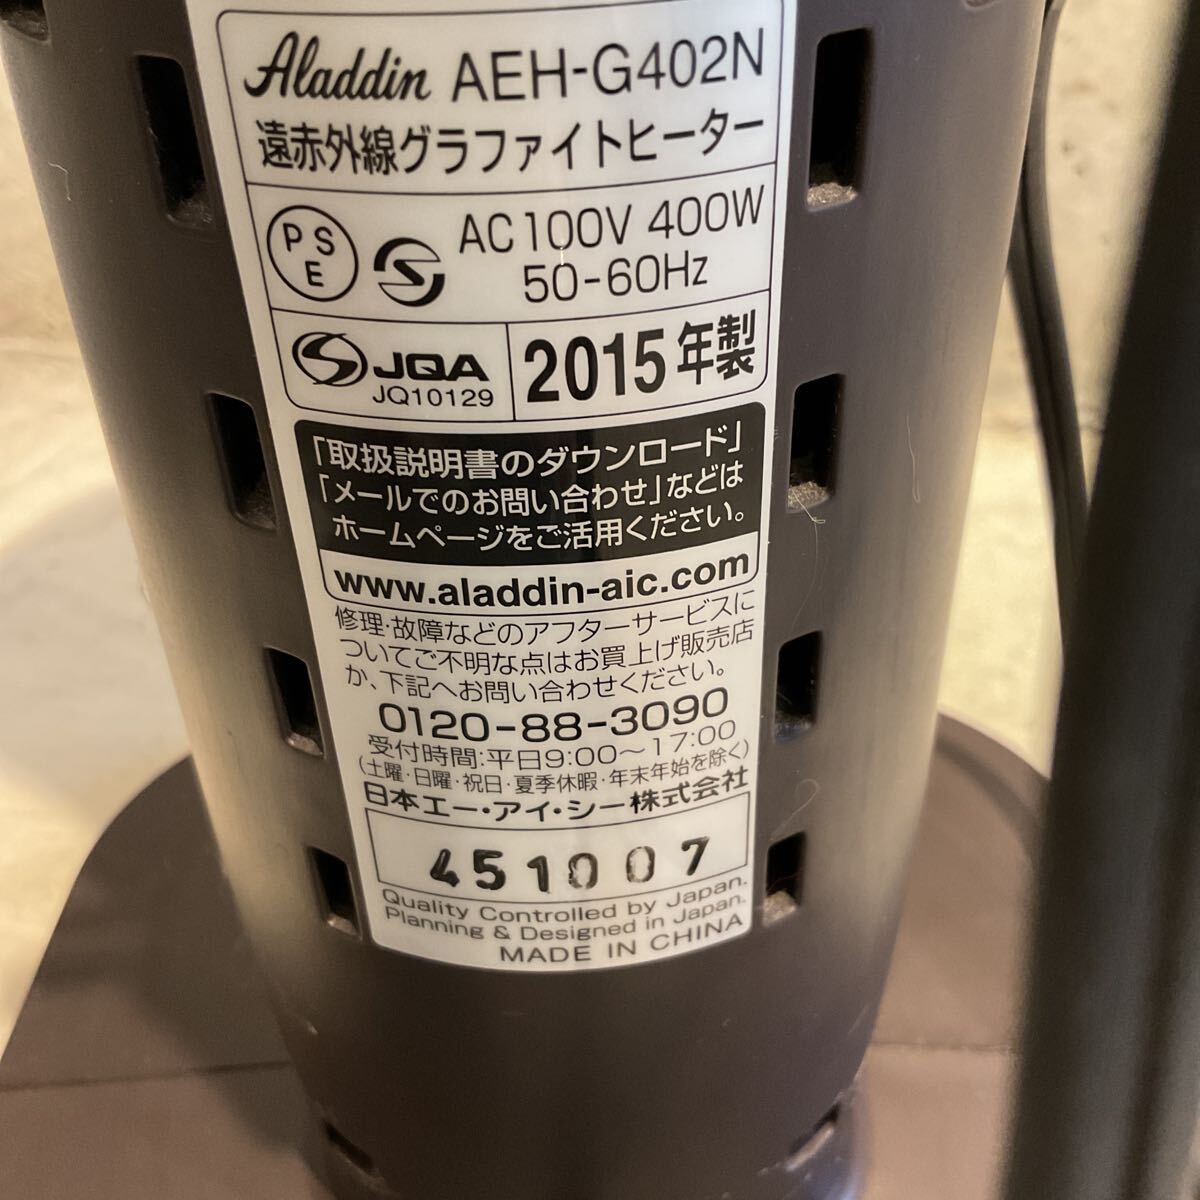 Aladdin AEH-G402N
遠赤外線グラファイトヒーター
PSE
AC100V 400W
50-60Hz
JQA
JQ10129
2015年製
「取扱説明書のダウンロード」
「メールでのお問い合わせ」などは
ホームページをご活用ください。
www.aladdin-aic.com
修理・故障などのアフターサービスに
ついてご不明な点はお買上げ販売店
か、下記へお問い合わせください。
0120-88-3090
受付時間:平日9:00～17:00
(土曜・日曜・祝日・夏季休暇・年末年始を除く)
日本エー・アイ・シー株式会社
451007
Quality Controlled by Japan.
Planning & Designed in Japan.
MADE IN CHINA